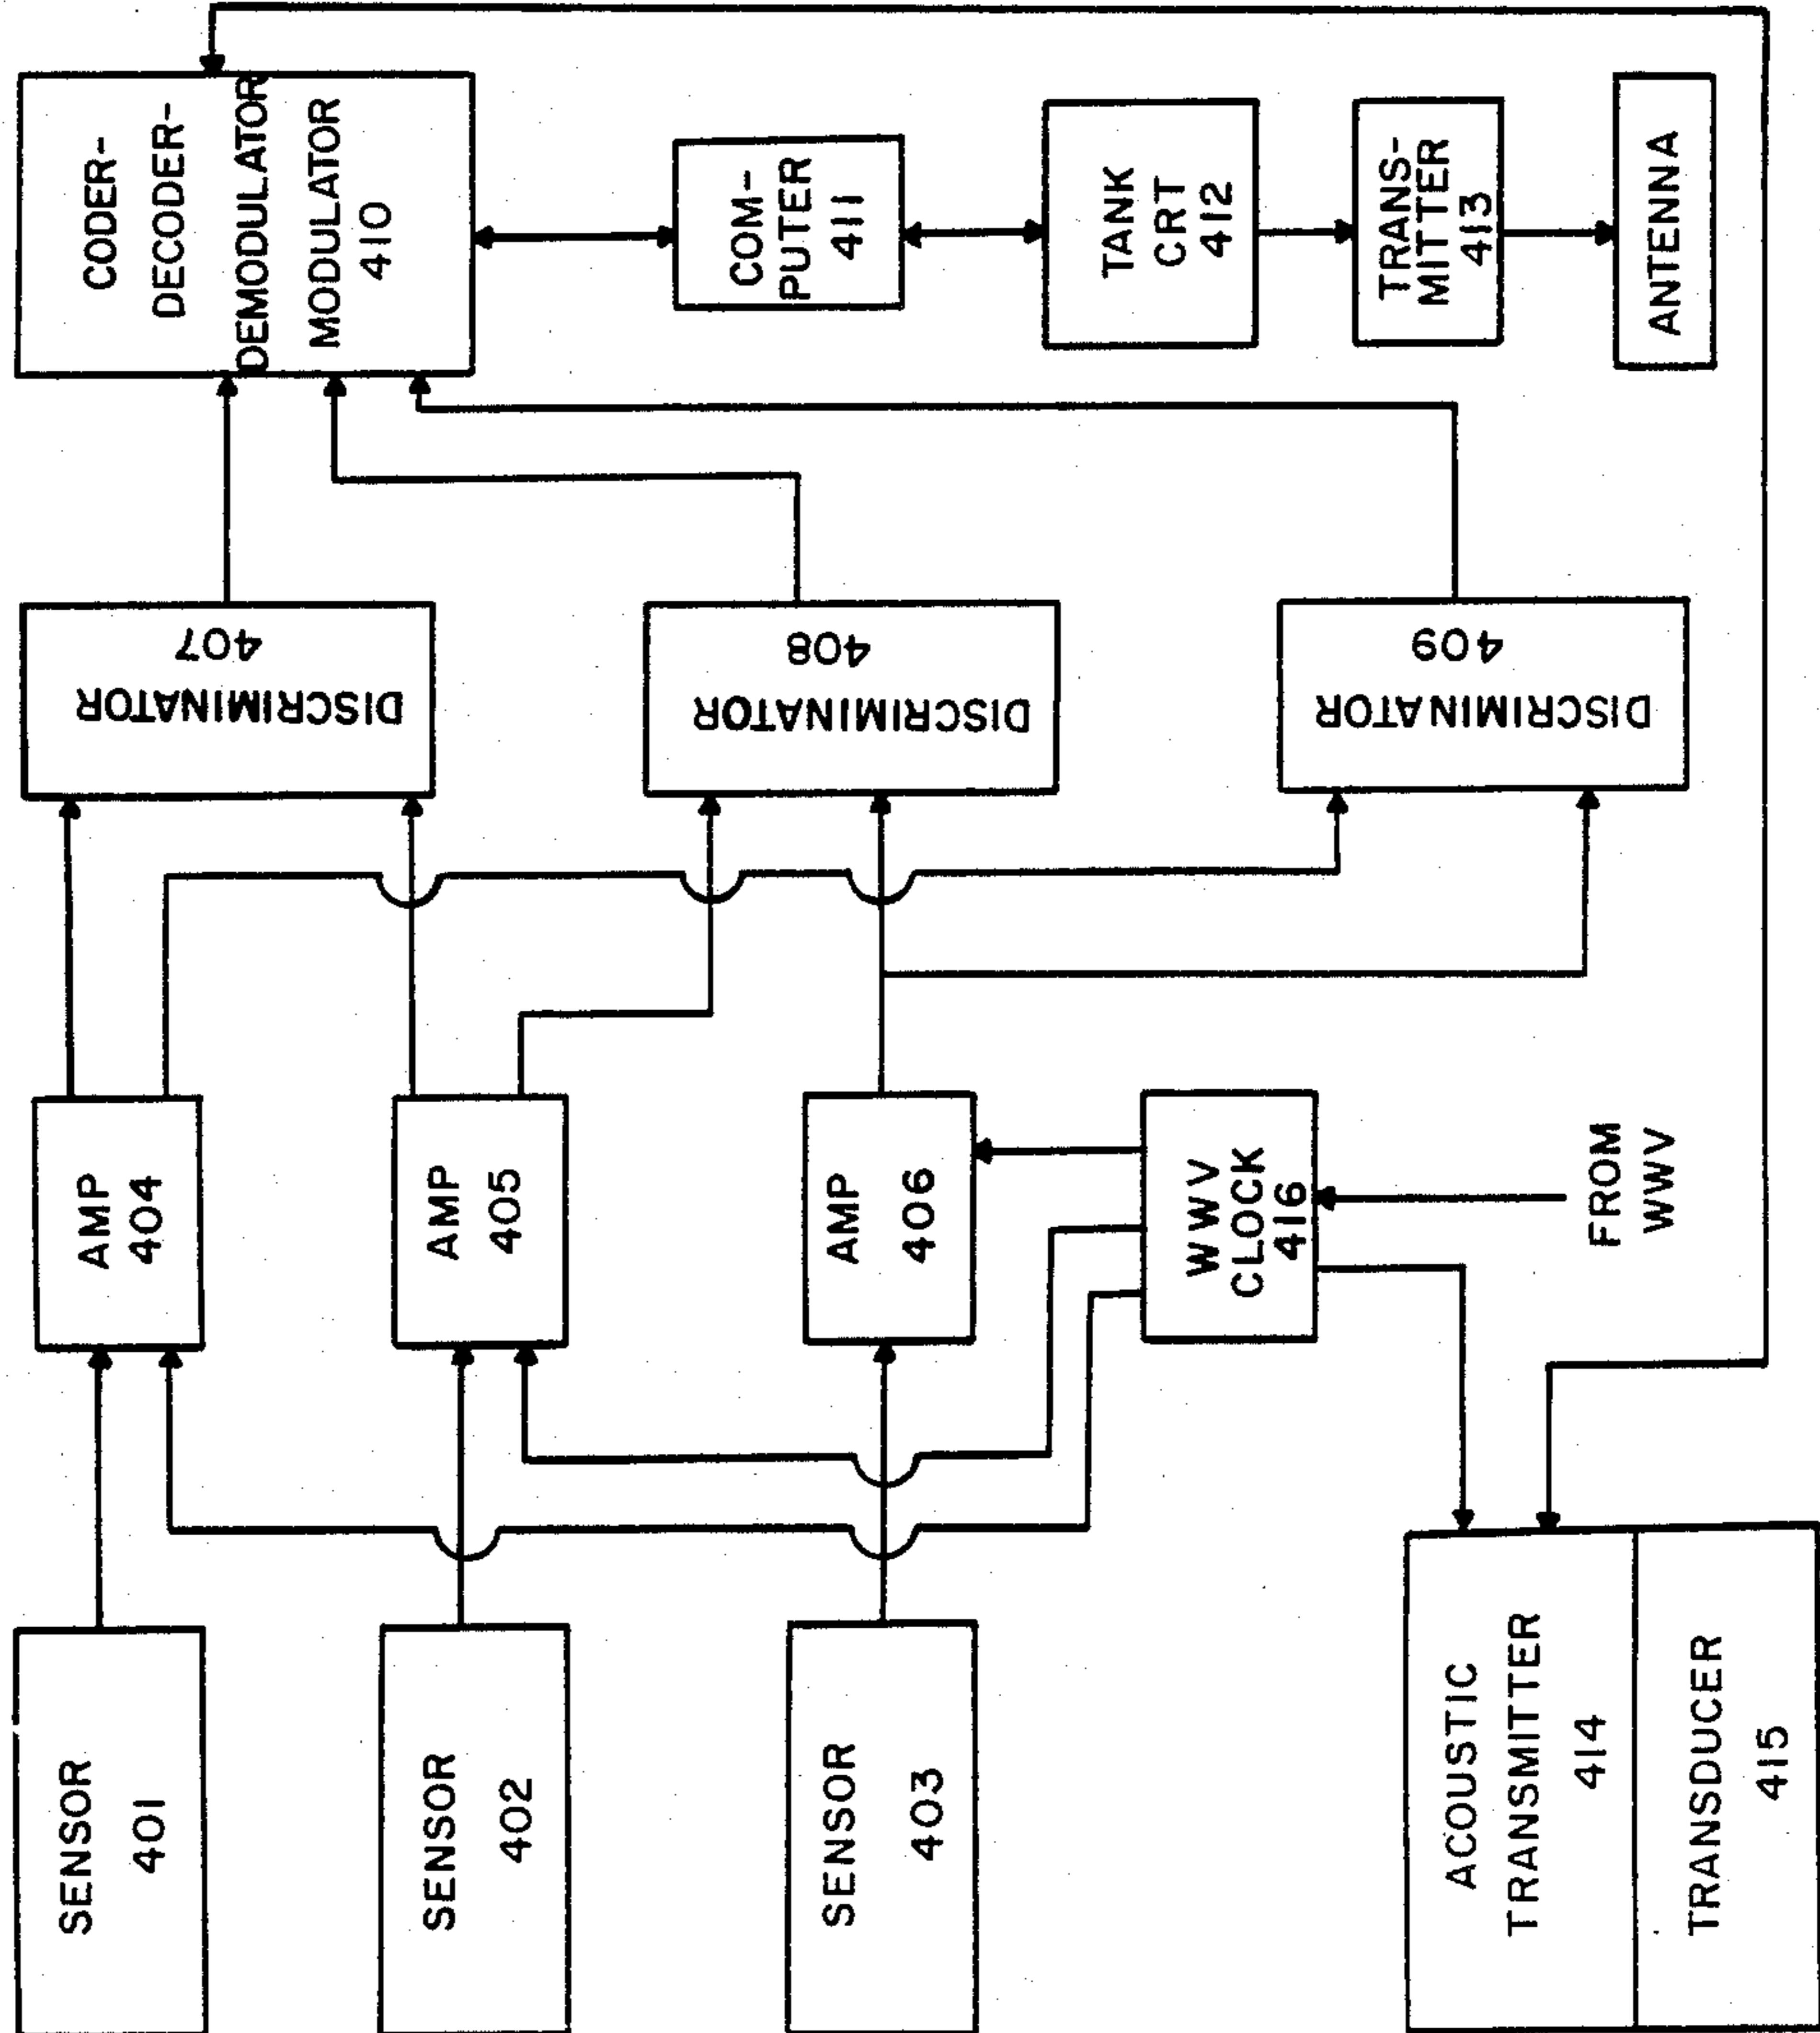 SENSOR
401
SENSOR
402
SENSOR
403
ACOUSTIC
TRANSMITTER
414
TRANSDUCER
415
AMP
404
AMP
405
AMP
406
WWV
CLOCK
416
FROM
WWV
DISCRIMINATOR
407
DISCRIMINATOR
408
DISCRIMINATOR
409
CODER-
DECODER-
DEMODULATOR
MODULATOR
410
COM-
PUTER
411
TANK
CRT
412
TRANS-
MITTER
413
ANTENNA